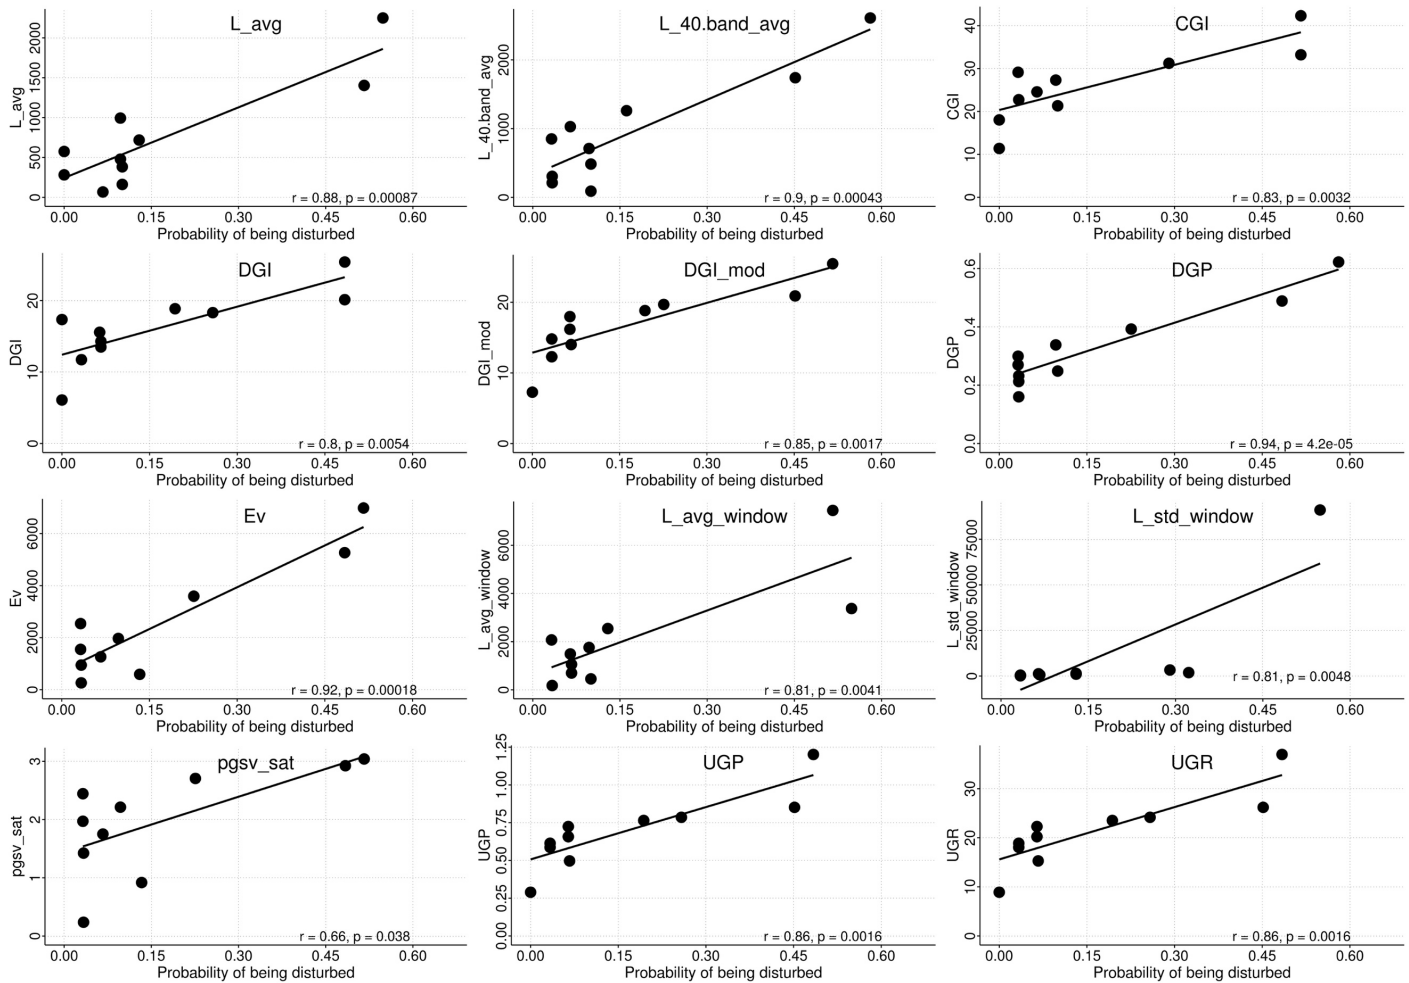 L_avg
L_avg
0
500
1000
1500
2000
r = 0.88, p = 0.00087
0.00 0.15 0.30 0.45 0.60
Probability of being disturbed
L_40.band_avg
L_40.band_avg
0
1000
2000
r = 0.9, p = 0.00043
0.00 0.15 0.30 0.45 0.60
Probability of being disturbed
CGI
CGI
0
10
20
30
40
r = 0.83, p = 0.0032
0.00 0.15 0.30 0.45 0.60
Probability of being disturbed
DGI
DGI
0
10
20
r = 0.8, p = 0.0054
0.00 0.15 0.30 0.45 0.60
Probability of being disturbed
DGI_mod
DGI_mod
0
10
20
r = 0.85, p = 0.0017
0.00 0.15 0.30 0.45 0.60
Probability of being disturbed
DGP
DGP
0.0
0.2
0.4
0.6
r = 0.94, p = 4.2e-05
0.00 0.15 0.30 0.45 0.60
Probability of being disturbed
Ev
Ev
0
2000
4000
6000
r = 0.92, p = 0.00018
0.00 0.15 0.30 0.45 0.60
Probability of being disturbed
L_avg_window
L_avg_window
0
2000
4000
6000
r = 0.81, p = 0.0041
0.00 0.15 0.30 0.45 0.60
Probability of being disturbed
L_std_window
L_std_window
0
25000
50000
75000
r = 0.81, p = 0.0048
0.00 0.15 0.30 0.45 0.60
Probability of being disturbed
pgsv_sat
pgsv_sat
0
1
2
3
r = 0.66, p = 0.038
0.00 0.15 0.30 0.45 0.60
Probability of being disturbed
UGP
UGP
0.00
0.25
0.50
0.75
1.00
1.25
r = 0.86, p = 0.0016
0.00 0.15 0.30 0.45 0.60
Probability of being disturbed
UGR
UGR
0
10
20
30
r = 0.86, p = 0.0016
0.00 0.15 0.30 0.45 0.60
Probability of being disturbed